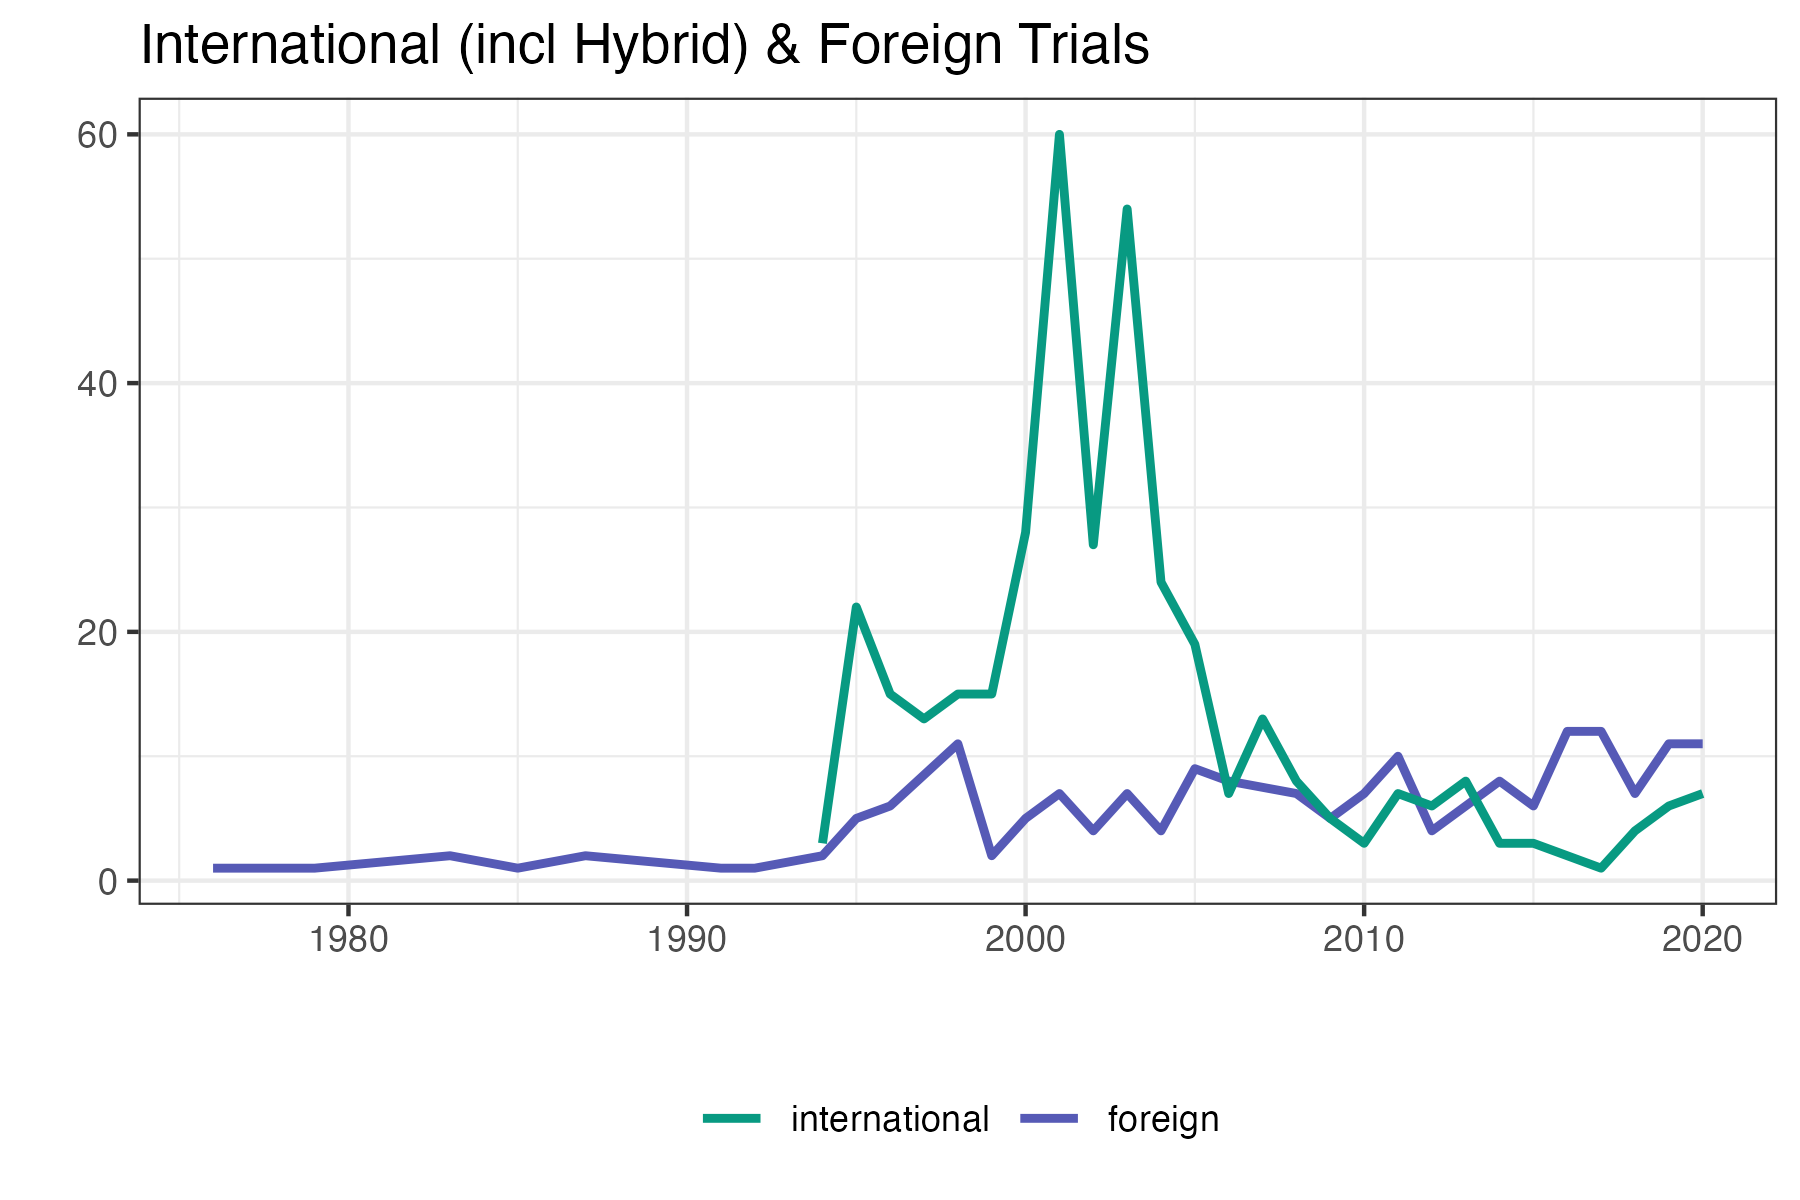 International (incl Hybrid) & Foreign Trials
60
40
20
0
1980 1990 2000 2010 2020
international foreign